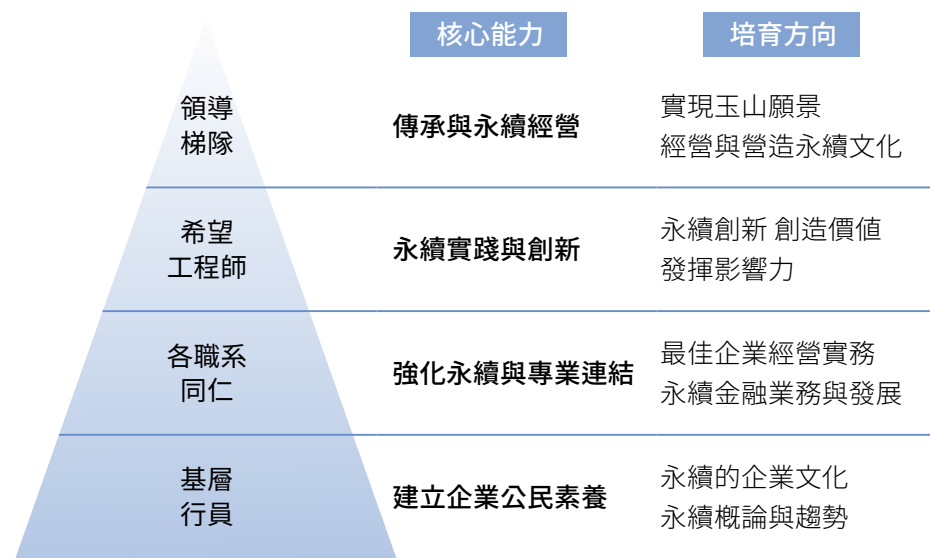 核心能力
培育方向
領導
梯隊
傳承與永續經營
實現玉山願景
經營與營造永續文化
希望
工程師
永續實踐與創新
永續創新 創造價值
發揮影響力
各職系
同仁
強化永續與專業連結
最佳企業經營實務
永續金融業務與發展
基層
行員
建立企業公民素養
永續的企業文化
永續概論與趨勢